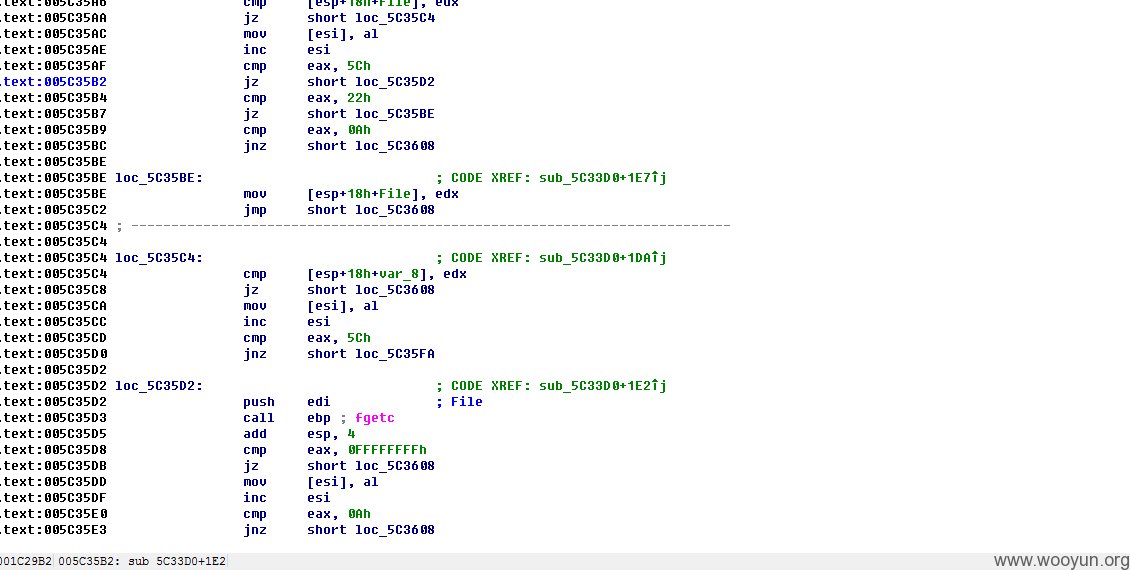 .text:005C35A6 cmp [esp+18h+File], edx
.text:005C35AA jz short loc_5C35C4
.text:005C35AC mov [esi], al
.text:005C35AE inc esi
.text:005C35AF cmp eax, 5Ch
.text:005C35B2 jz short loc_5C35D2
.text:005C35B4 cmp eax, 22h
.text:005C35B7 jz short loc_5C35BE
.text:005C35B9 cmp eax, 0Ah
.text:005C35BC jnz short loc_5C3608
.text:005C35BE
.text:005C35BE loc_5C35BE: ; CODE XREF: sub_5C33D0+1E7↑j
.text:005C35BE mov [esp+18h+File], edx
.text:005C35C2 jmp short loc_5C3608
.text:005C35C4 ; ---------------------------------------------------------------------------
.text:005C35C4
.text:005C35C4 loc_5C35C4: ; CODE XREF: sub_5C33D0+1DA↑j
.text:005C35C4 cmp [esp+18h+var_8], edx
.text:005C35C8 jz short loc_5C3608
.text:005C35CA mov [esi], al
.text:005C35CC inc esi
.text:005C35CD cmp eax, 5Ch
.text:005C35D0 jnz short loc_5C35FA
.text:005C35D2
.text:005C35D2 loc_5C35D2: ; CODE XREF: sub_5C33D0+1E2↑j
.text:005C35D2 push edi ; File
.text:005C35D3 call ebp ; fgetc
.text:005C35D5 add esp, 4
.text:005C35D8 cmp eax, 0FFFFFFFFh
.text:005C35DB jz short loc_5C3608
.text:005C35DD mov [esi], al
.text:005C35DF inc esi
.text:005C35E0 cmp eax, 0Ah
.text:005C35E3 jnz short loc_5C3608
001C29B2 005C35B2: sub_5C33D0+1E2
www.wooyun.org